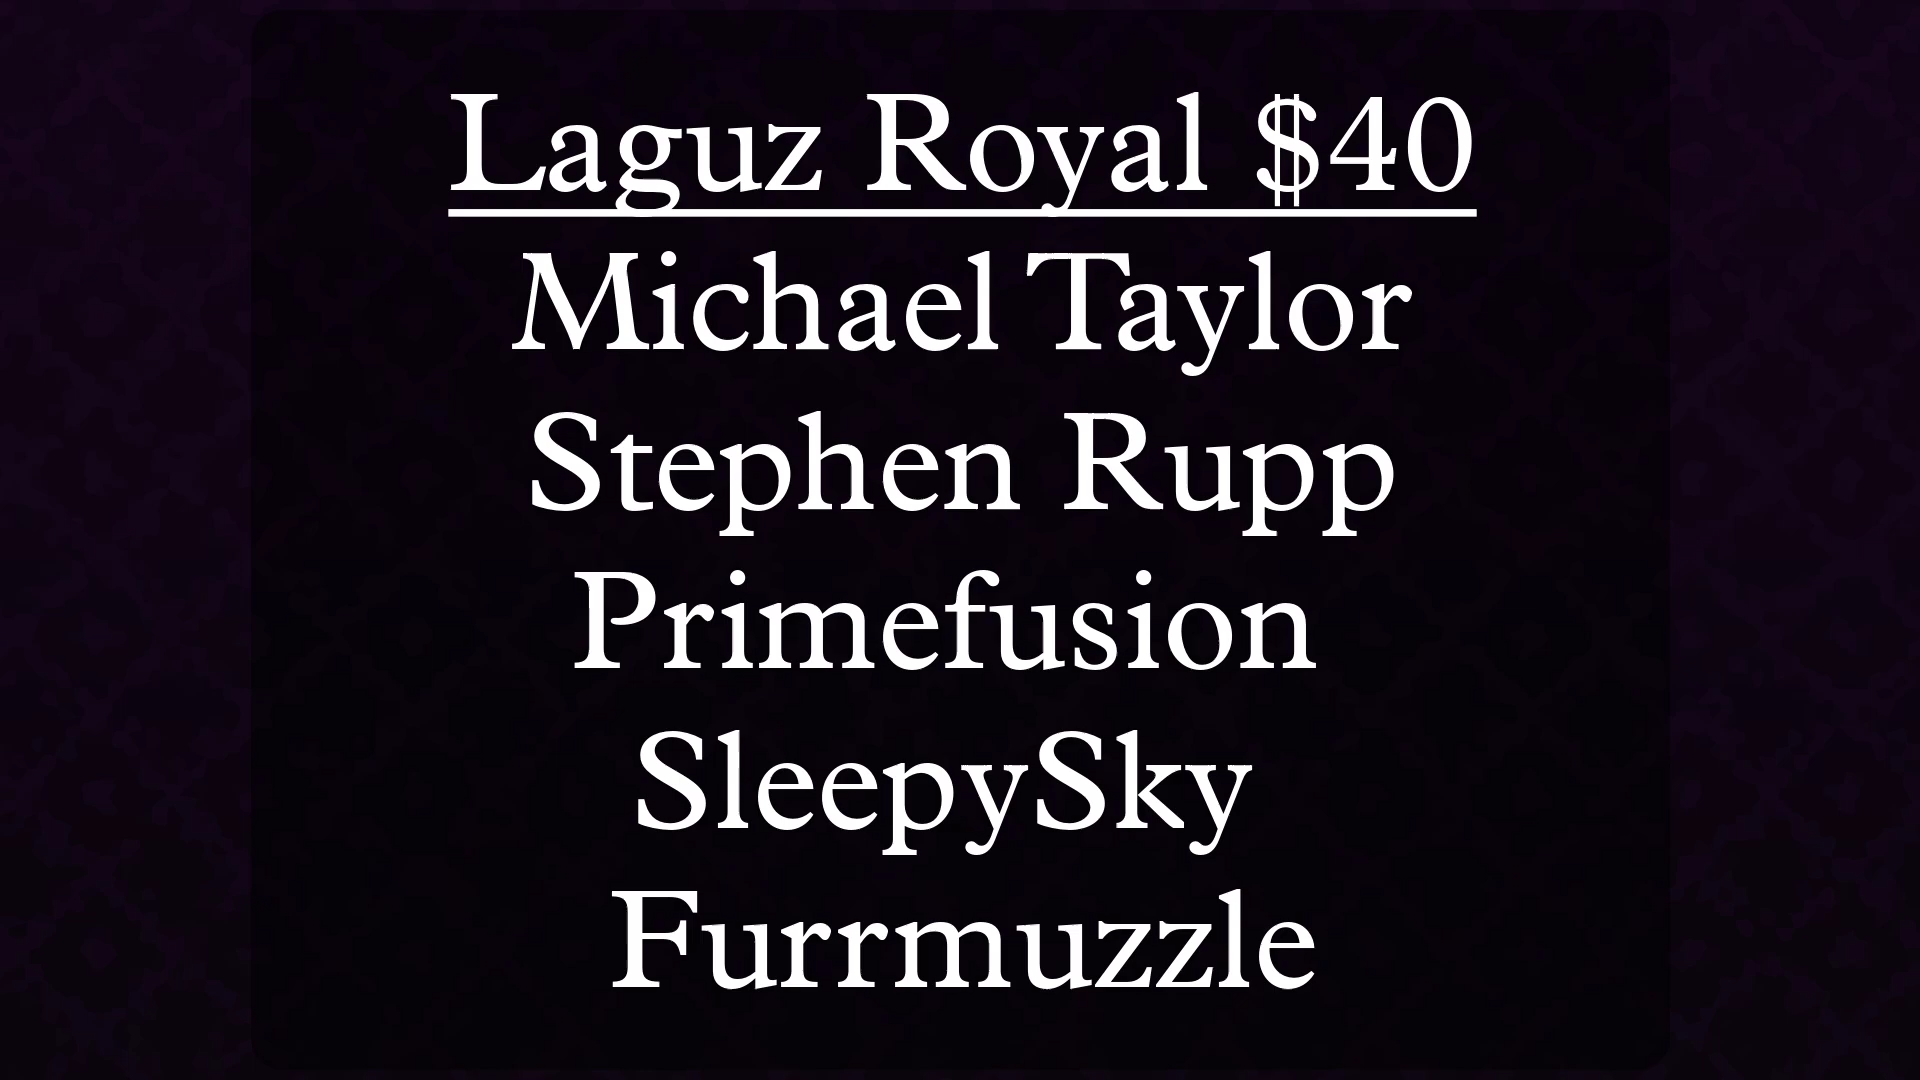 Laguz Royal $40
Michael Taylor
Stephen Rupp
Primefusion
SleepySky
Furrmuzzle